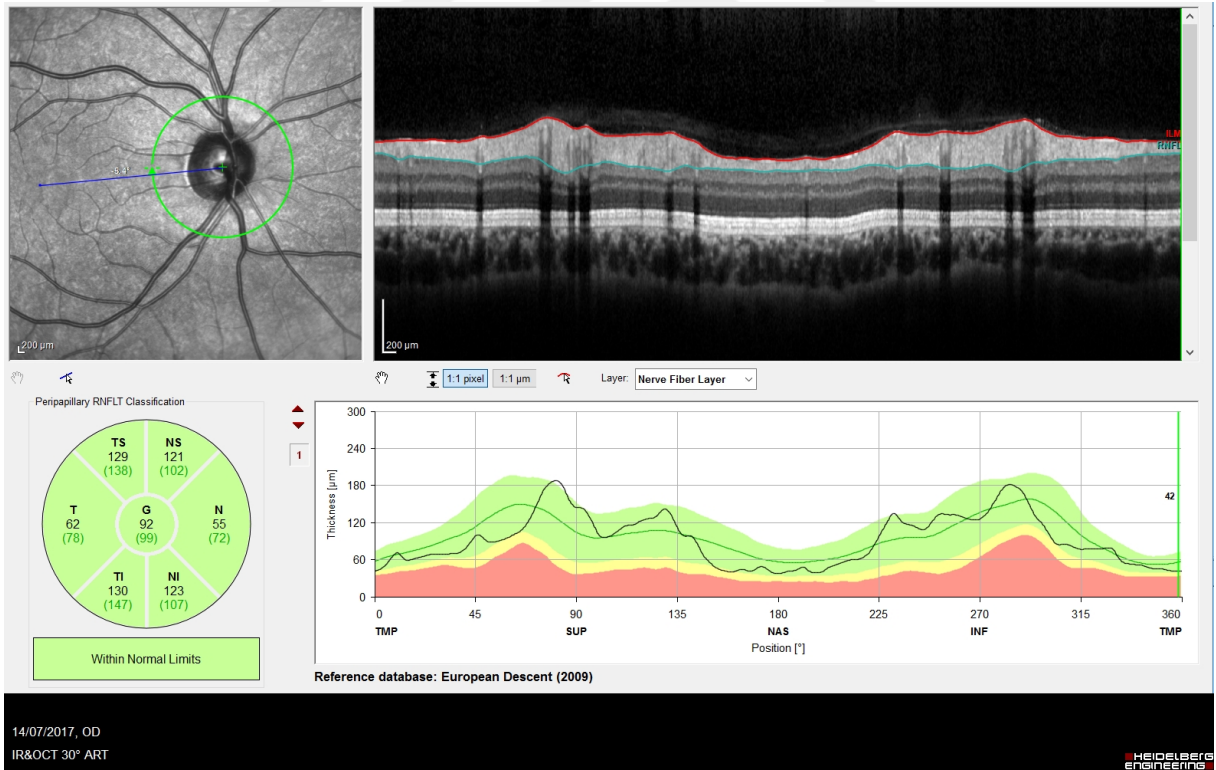 -5.4°
200 µm
ILM
RNFL
200 µm
1:1 pixel
1:1 µm
Layer:
Nerve Fiber Layer
Peripapillary RNFLT Classification
TS
129
(138)
NS
121
(102)
T
62
(78)
G
92
(99)
N
55
(72)
TI
130
(147)
NI
123
(107)
Within Normal Limits
1
Thickness [µm]
300
240
180
120
60
0
42
0 45 90 135 180 225 270 315 360
TMP SUP NAS INF TMP
Position [°]
Reference database: European Descent (2009)
14/07/2017, OD
IR&OCT 30° ART
HEIDELBERG
ENGINEERING